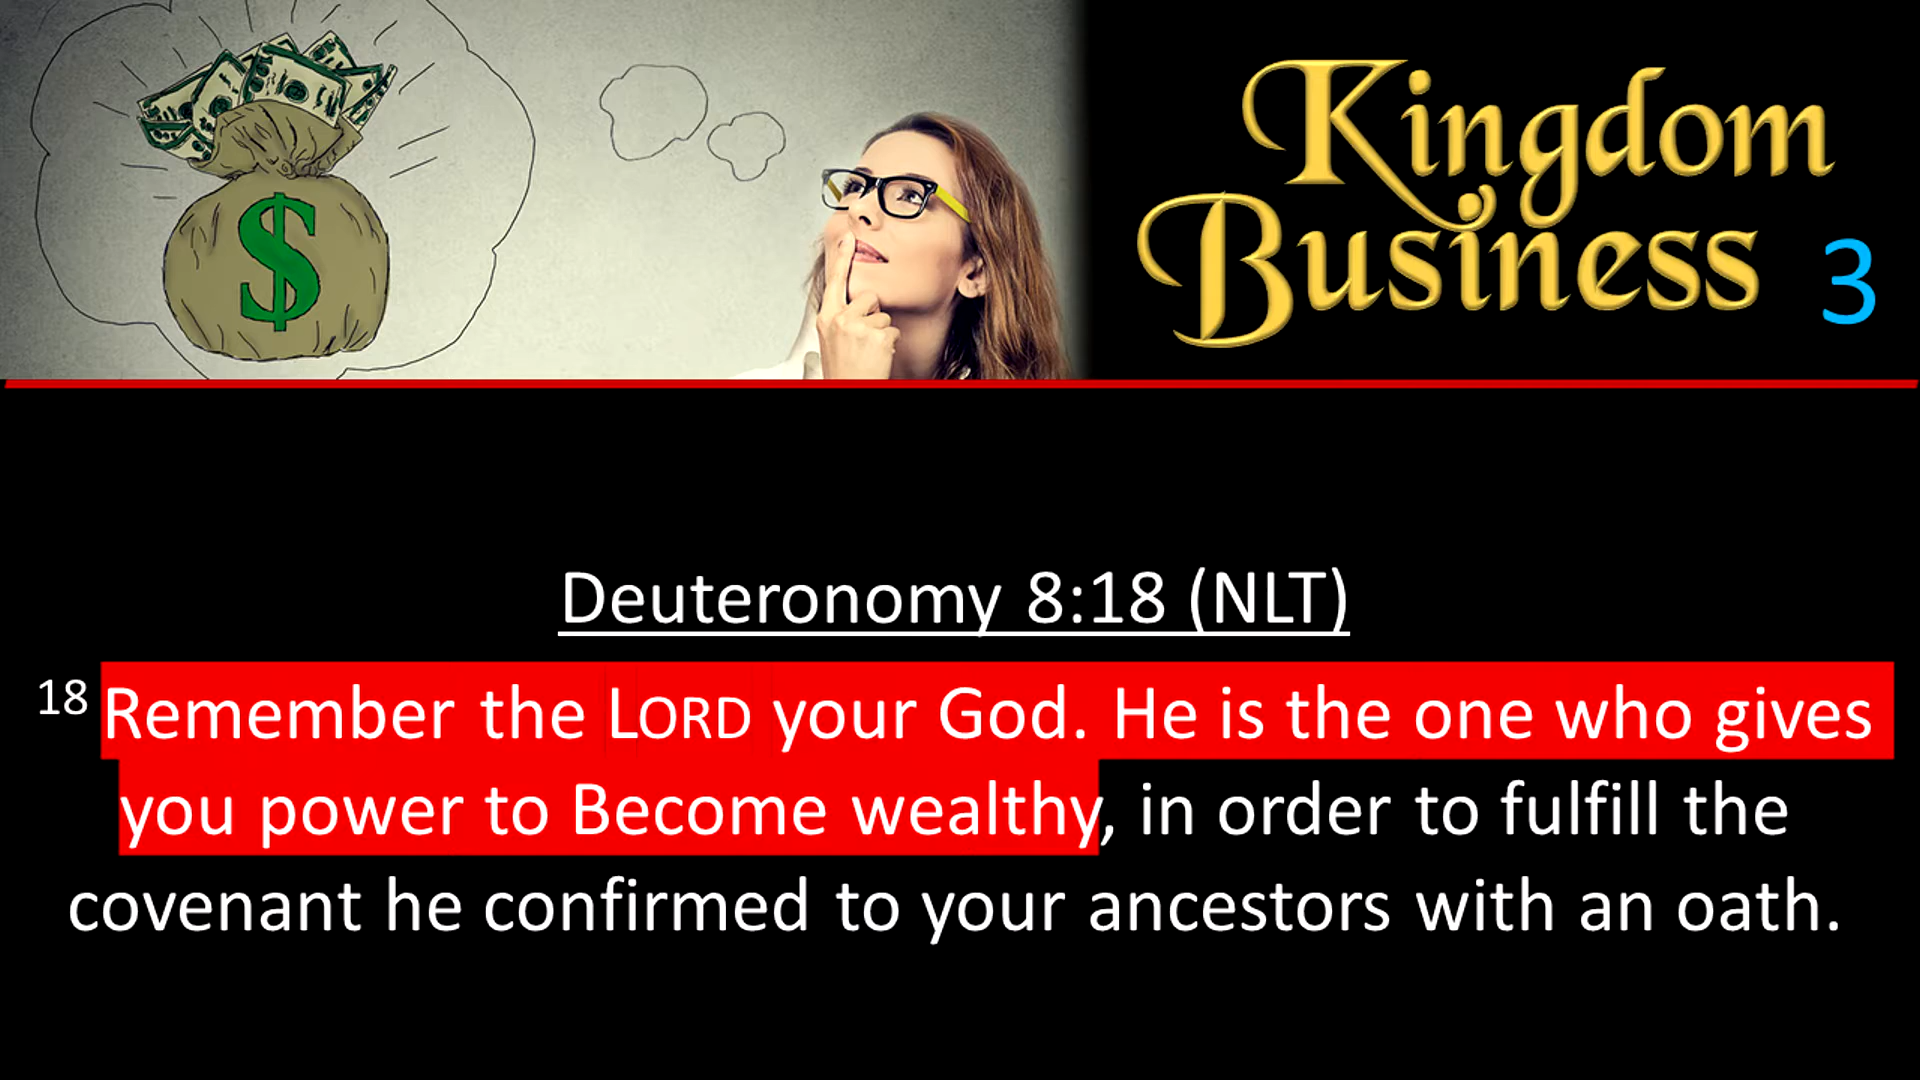 $
Kingdom
Business 3
Deuteronomy 8:18 (NLT)
18 Remember the LORD your God. He is the one who gives
you power to Become wealthy, in order to fulfill the
covenant he confirmed to your ancestors with an oath.